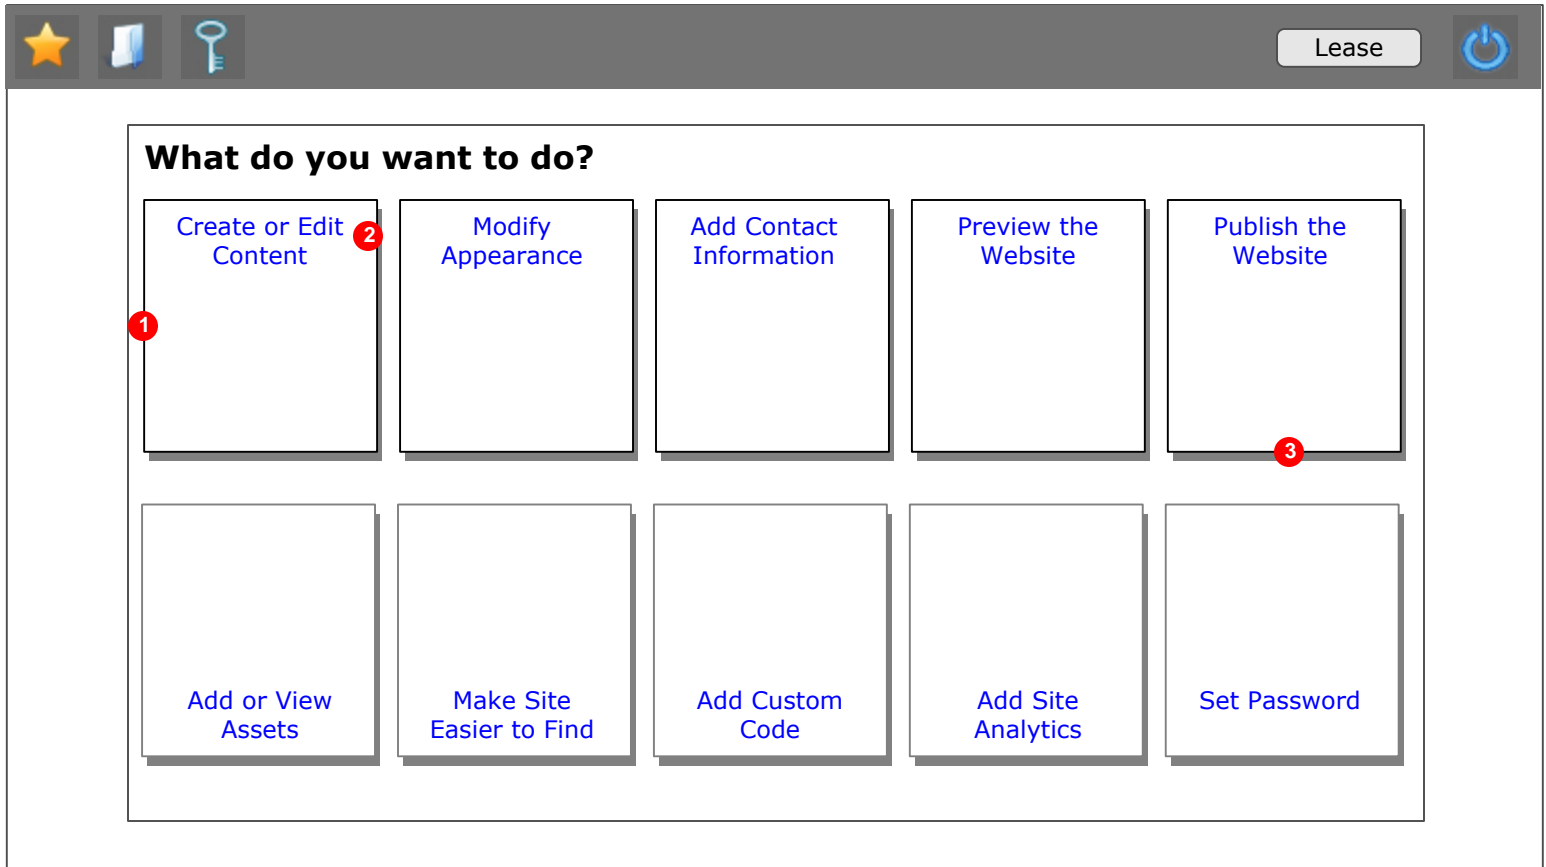 Lease
What do you want to do?
Create or Edit
Content
2
1
Modify
Appearance
Add Contact
Information
Preview the
Website
Publish the
Website
3
Add or View
Assets
Make Site
Easier to Find
Add Custom
Code
Add Site
Analytics
Set Password